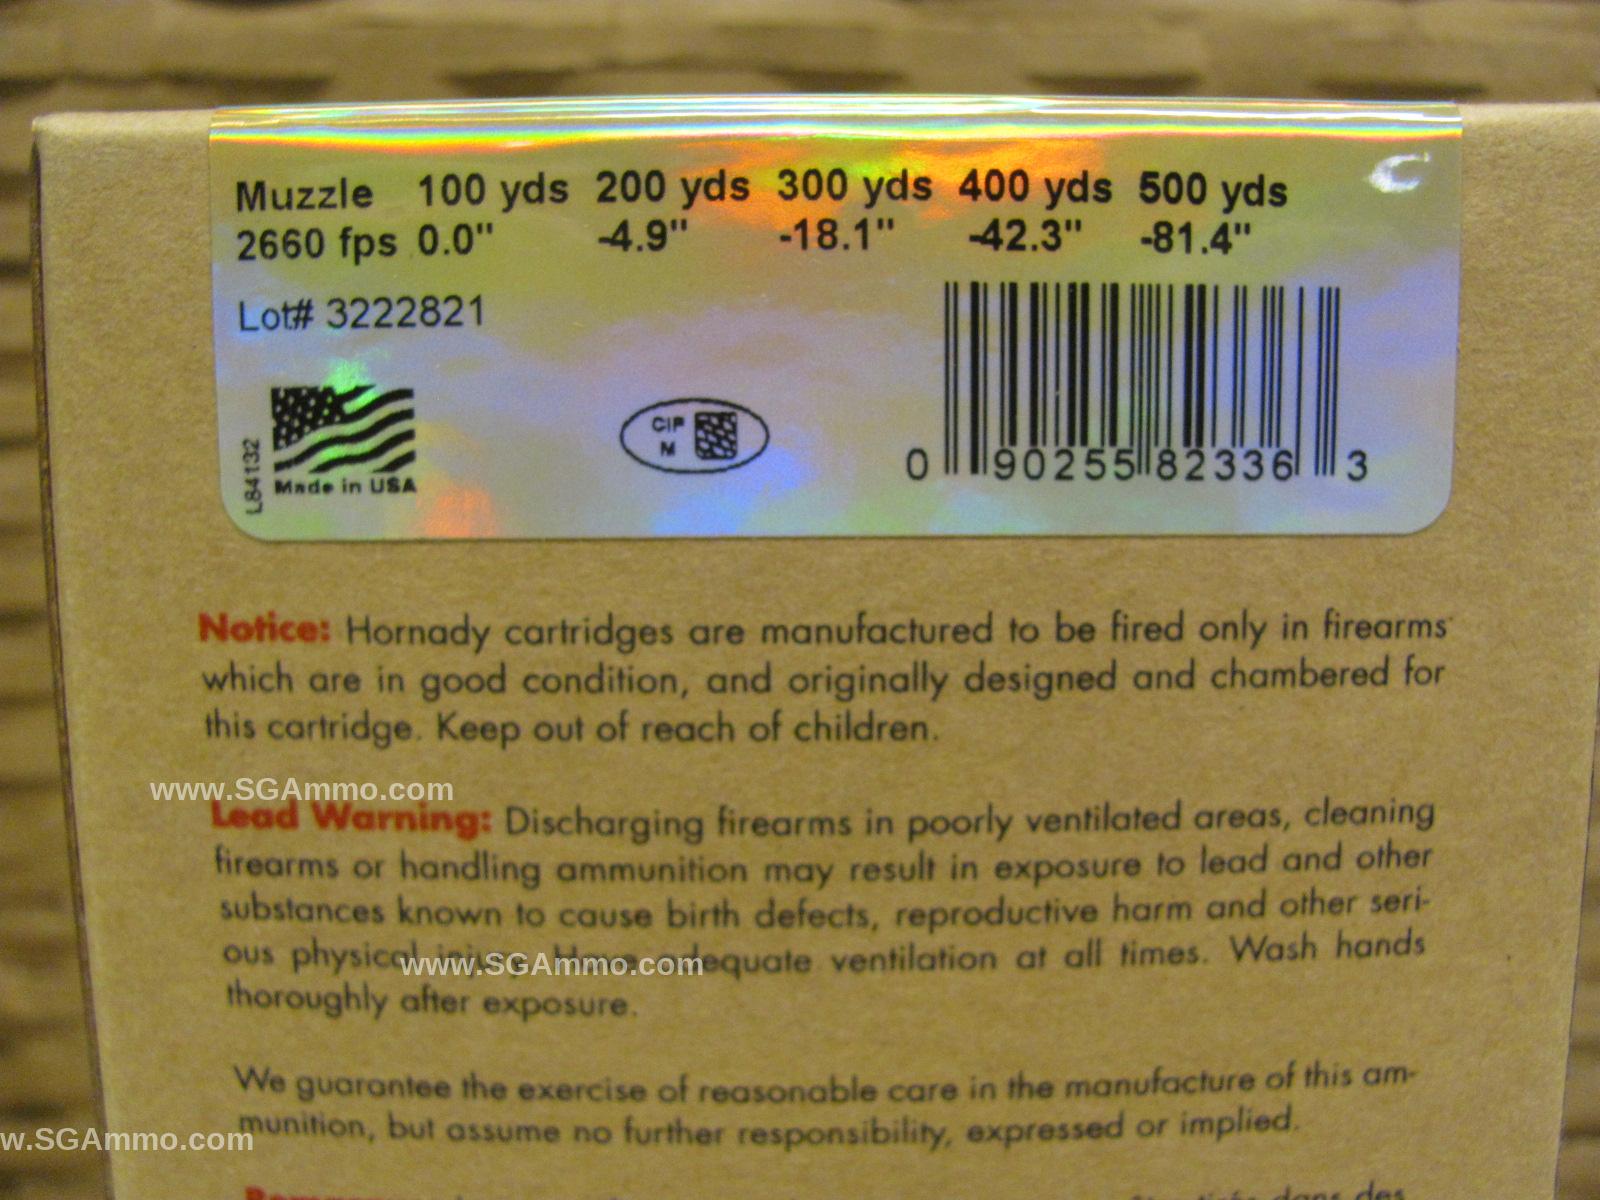 Muzzle 100 yds 200 yds 300 yds 400 yds 500 yds
2660 fps 0.0" -4.9" -18.1" -42.3" -81.4"
Lot# 3222821
L84132
Made in USA
CIP
M
0 90255 82336 3
Notice: Hornady cartridges are manufactured to be fired only in firearms
which are in good condition, and originally designed and chambered for
this cartridge. Keep out of reach of children.
www.SGAmmo.com
Lead Warning: Discharging firearms in poorly ventilated areas, cleaning
firearms or handling ammunition may result in exposure to lead and other
substances known to cause birth defects, reproductive harm and other seri-
ous physical injury. Have adequate ventilation at all times. Wash hands
www.SGAmmo.com
thoroughly after exposure.
We guarantee the exercise of reasonable care in the manufacture of this am-
munition, but assume no further responsibility, expressed or implied.
w.SGAmmo.com
dans des